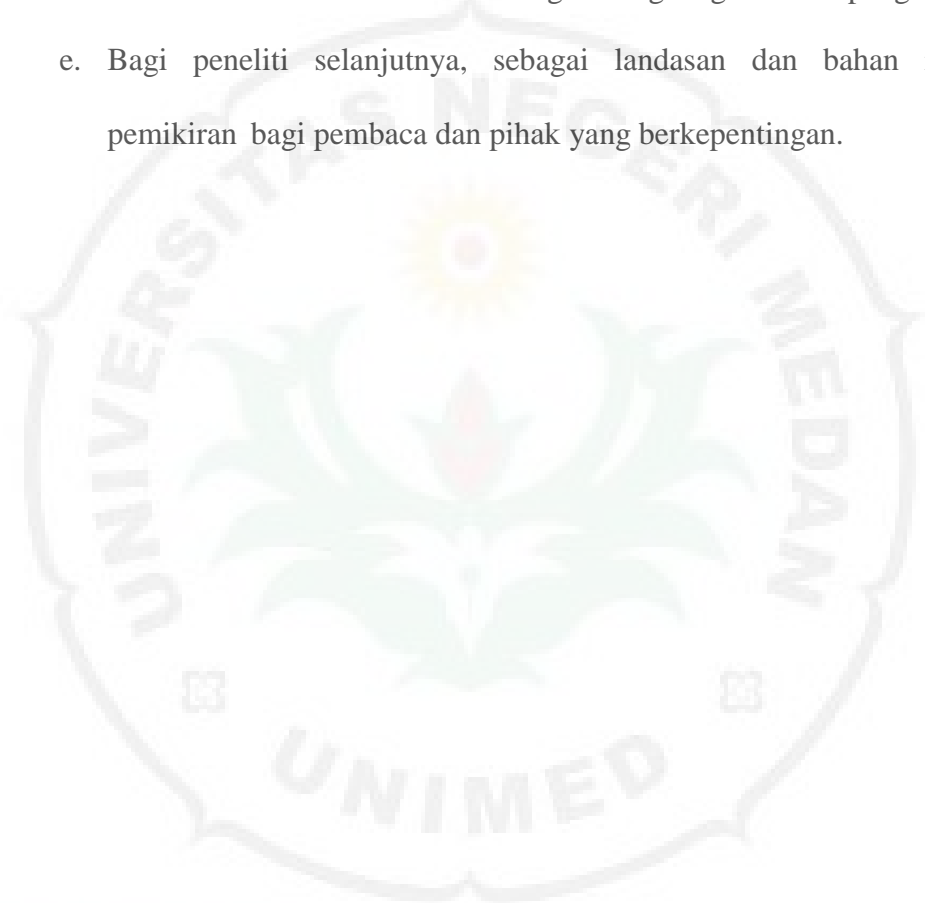 e. Bagi peneliti selanjutnya, sebagai landasan dan bahan
pemikiran bagi pembaca dan pihak yang berkepentingan.
UNIVERSITAS NEGERI MEDAN
UNIMED